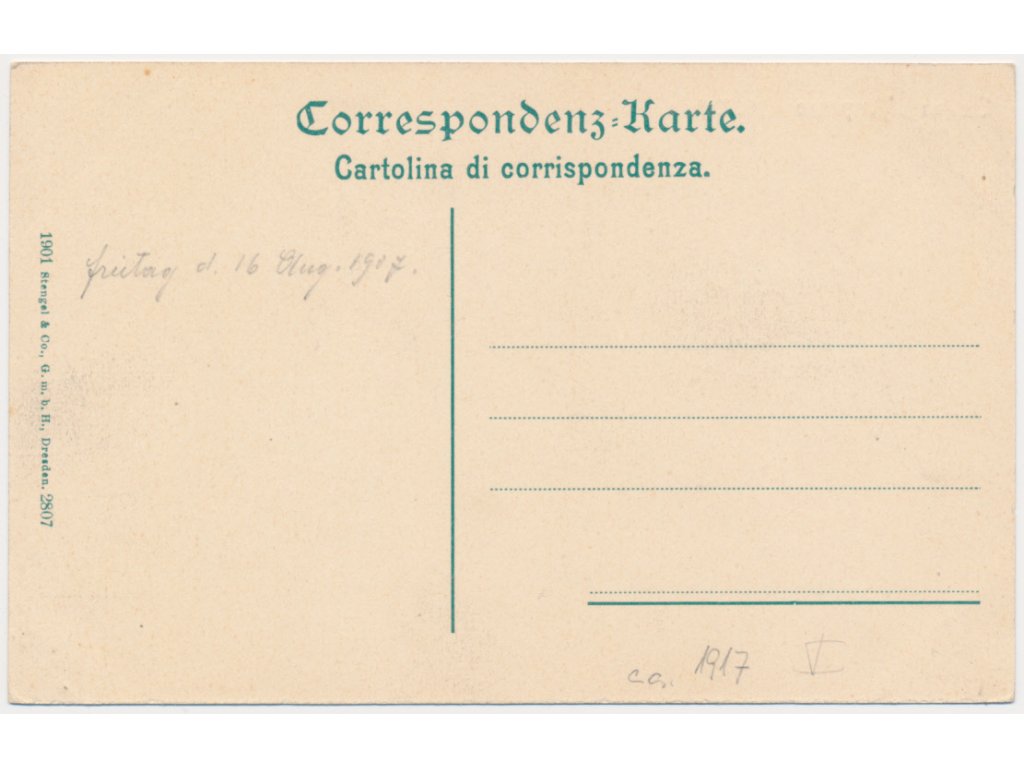 Correspondenz-Karte.
Cartolina di corrispondenza.
1901 Stengel & Co., G. m. b. H., Dresden. 2807
freitag d. 16 Aug. 1907.
ca. 1917 V